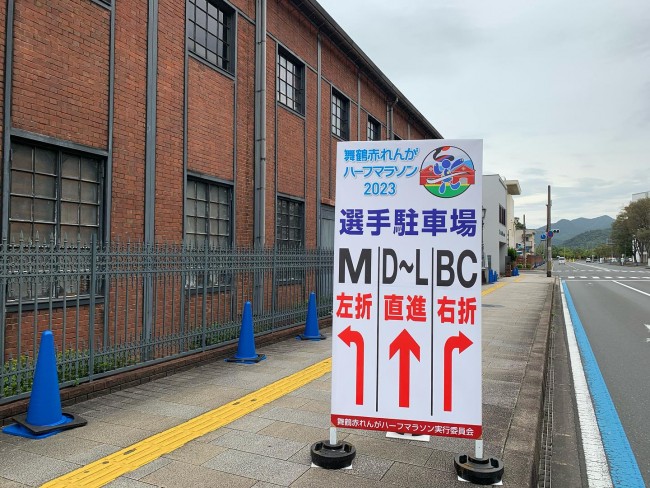 舞鶴赤れんが
ハーフマラソン
2023
選手駐車場
M D~L BC
左折 直進 右折
舞鶴赤れんがハーフマラソン実行委員会